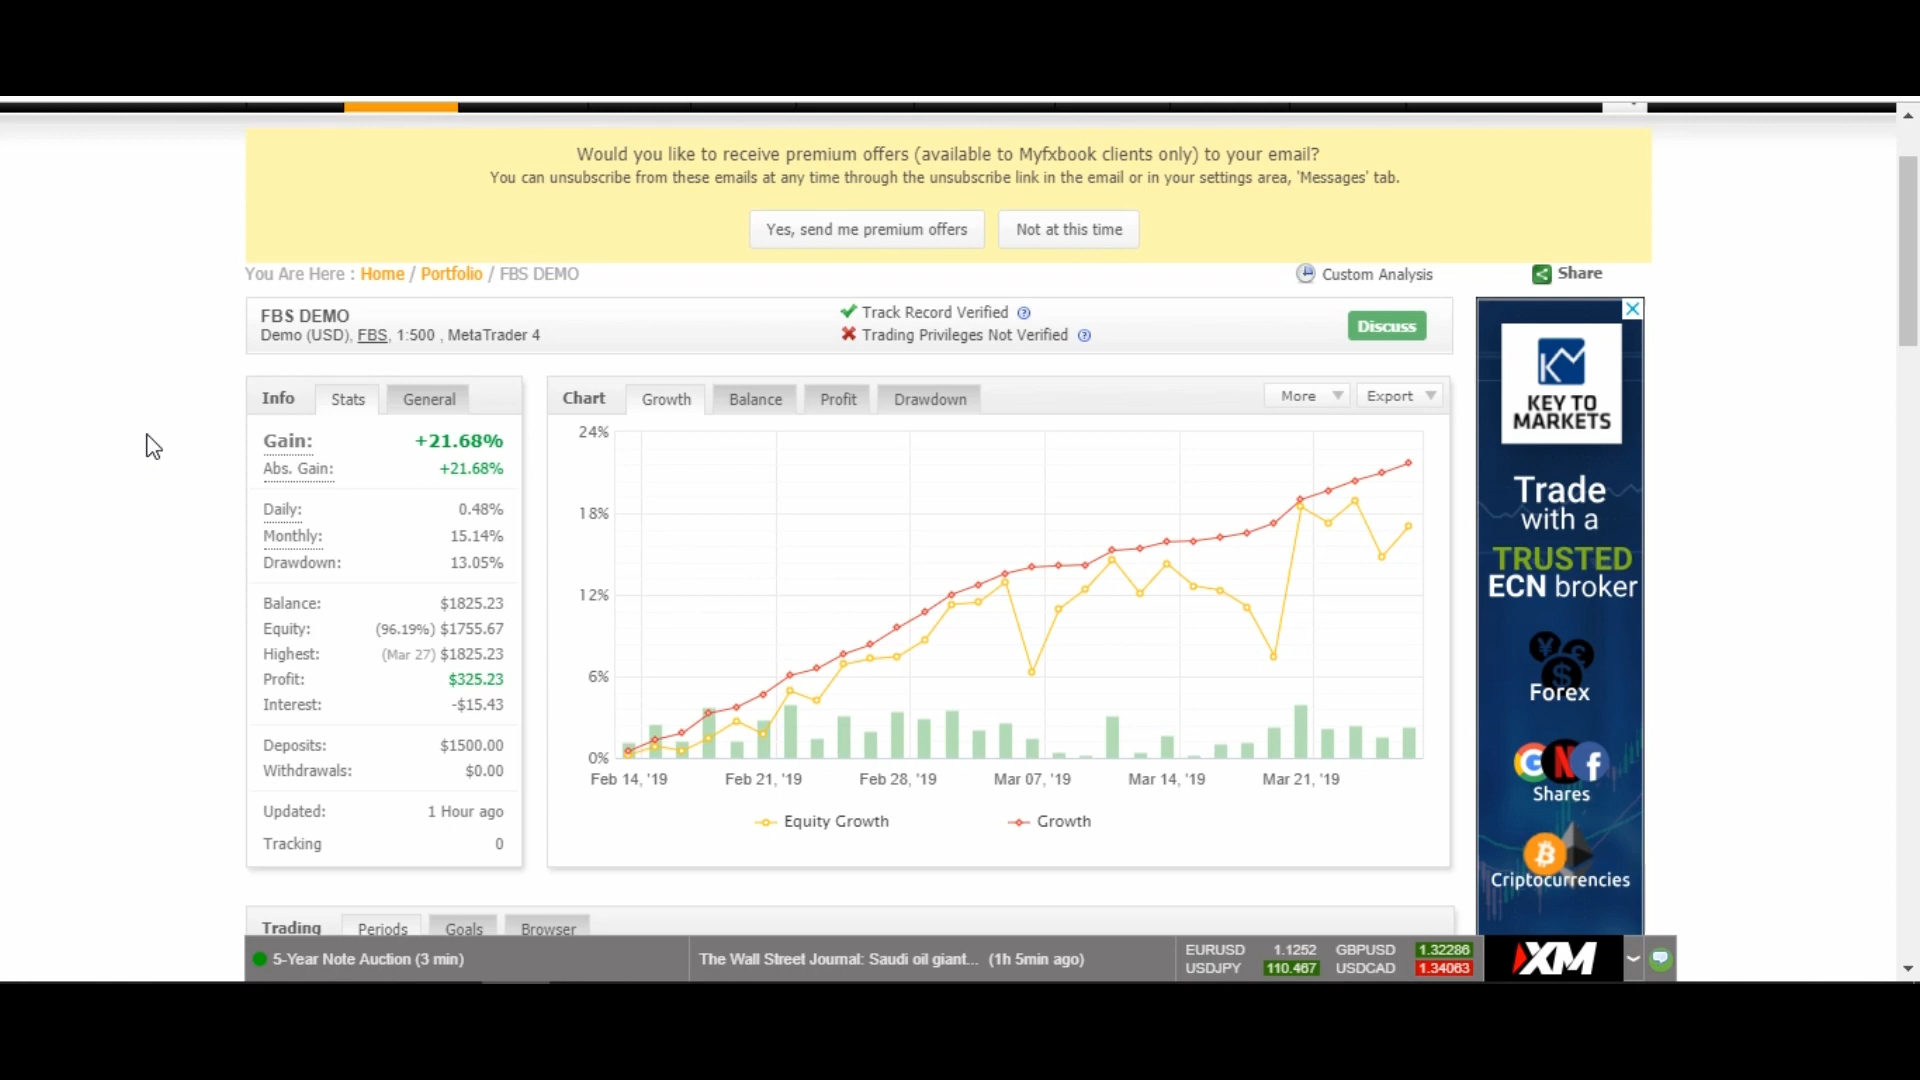 Would you like to receive premium offers (available to Myfxbook clients only) to your email?
You can unsubscribe from these emails at any time through the unsubscribe link in the email or in your settings area, 'Messages' tab.
Yes, send me premium offers
Not at this time
You Are Here : Home / Portfolio / FBS DEMO
Custom Analysis
Share
FBS DEMO
Demo (USD), FBS, 1:500 , MetaTrader 4
Track Record Verified
Trading Privileges Not Verified
Discuss
Info Stats General
Gain: +21.68%
Abs. Gain: +21.68%
Daily: 0.48%
Monthly: 15.14%
Drawdown: 13.05%
Balance: $1825.23
Equity: (96.19%) $1755.67
Highest: (Mar 27) $1825.23
Profit: $325.23
Interest: -$15.43
Deposits: $1500.00
Withdrawals: $0.00
Updated: 1 Hour ago
Tracking 0
Chart Growth Balance Profit Drawdown More Export
24%
18%
12%
6%
0%
Feb 14, '19 Feb 21, '19 Feb 28, '19 Mar 07, '19 Mar 14, '19 Mar 21, '19
Equity Growth Growth
KEY TO
MARKETS
Trade
with a
TRUSTED
ECN broker
Forex
Shares
Criptocurrencies
Trading Periods Goals Browser
5-Year Note Auction (3 min)
The Wall Street Journal: Saudi oil giant... (1h 5min ago)
EURUSD 1.1252 GBPUSD 1.32286
USDJPY 110.467 USDCAD 1.34063
XM